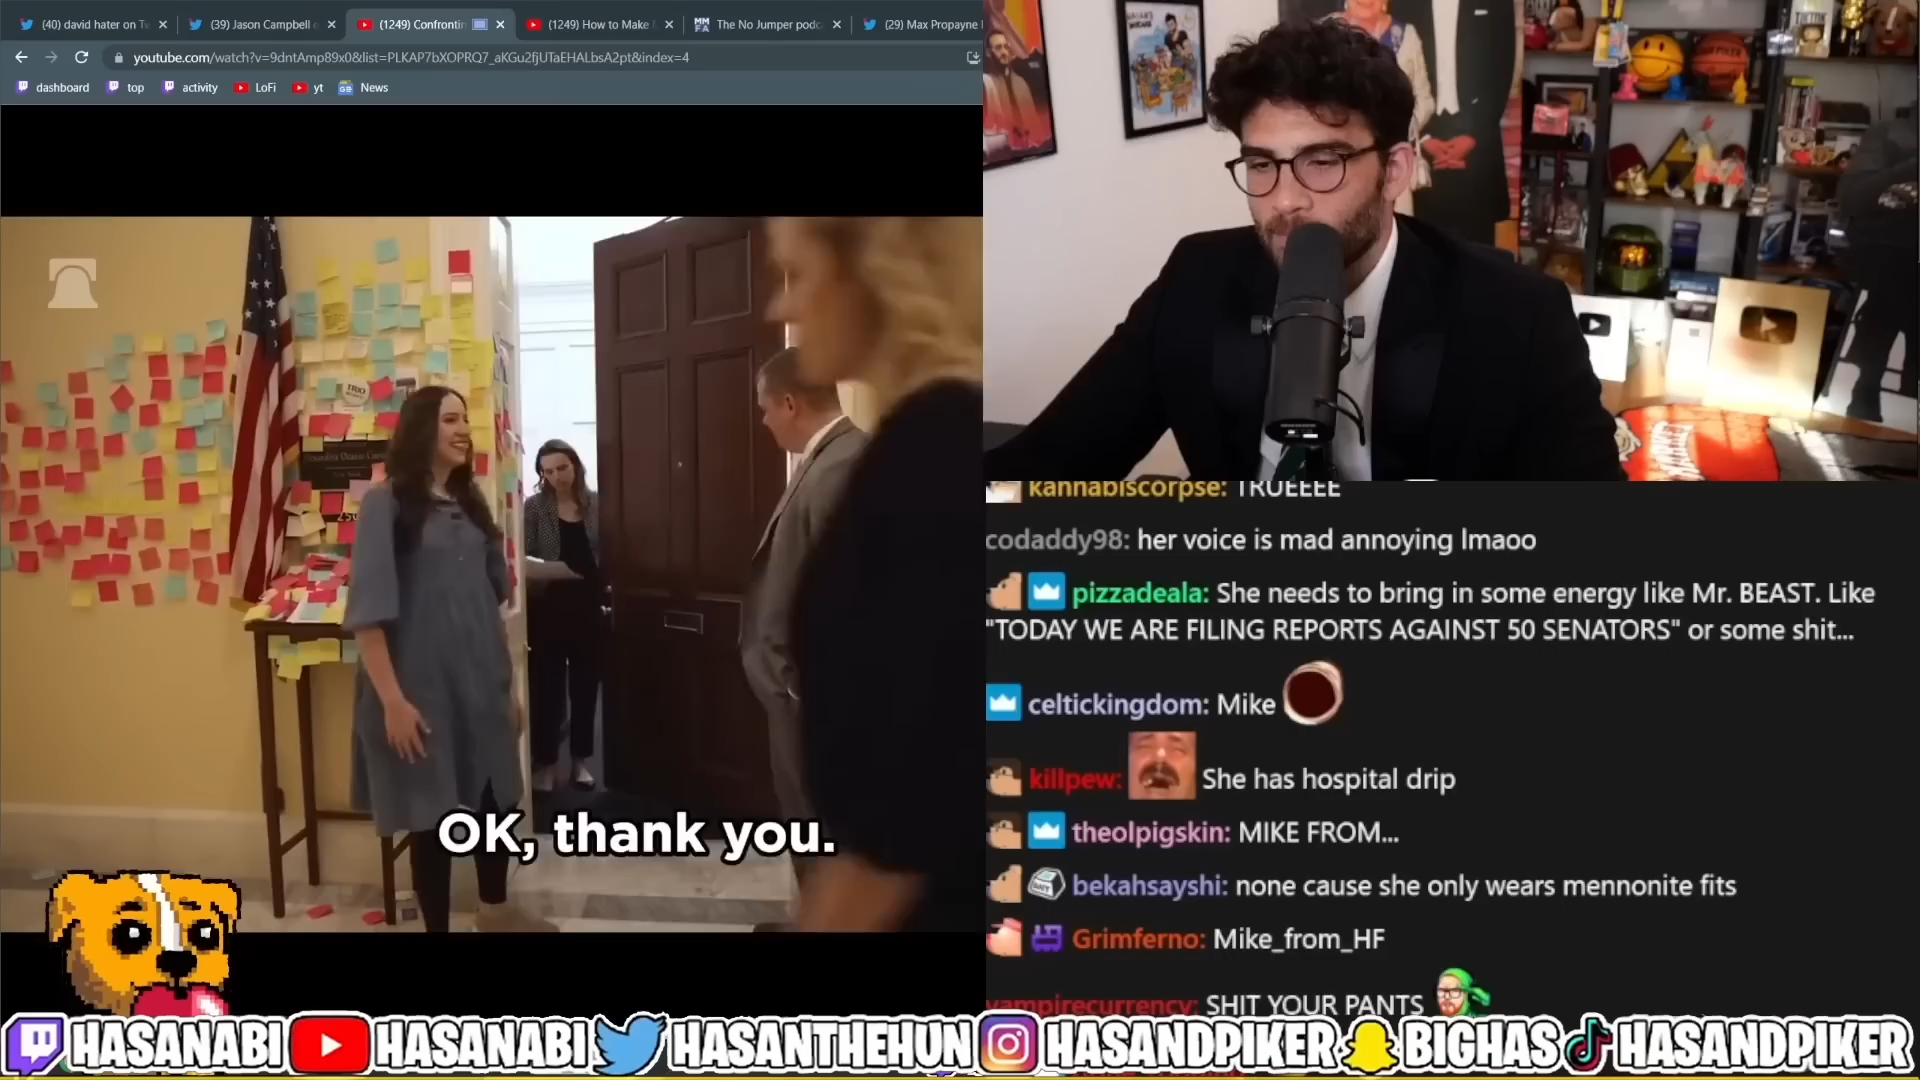 (40) david hater on Tw
(39) Jason Campbell o
(1249) Confrontin
(1249) How to Make
The No Jumper podc
(29) Max Propayne
youtube.com/watch?v=9dntAmp89x0&list=PLKAP7bXOPRQ7_aKGu2fjUTaEHALbsA2pt&index=4
dashboard
top
activity
LoFi
yt
News
TRIO
OK, thank you.
kannabiscorpse: TRUEEEE
codaddy98: her voice is mad annoying lmaoo
pizzadeala: She needs to bring in some energy like Mr. BEAST. Like
"TODAY WE ARE FILING REPORTS AGAINST 50 SENATORS" or some shit...
celtickingdom: Mike
killpew: She has hospital drip
theolpigskin: MIKE FROM...
bekahsayshi: none cause she only wears mennonite fits
Grimferno: Mike_from_HF
vampirecurrency: SHIT YOUR PANTS
HASANABI HASANABI HASANTHEHUN HASANDPIKER BIGHAS HASANDPIKER